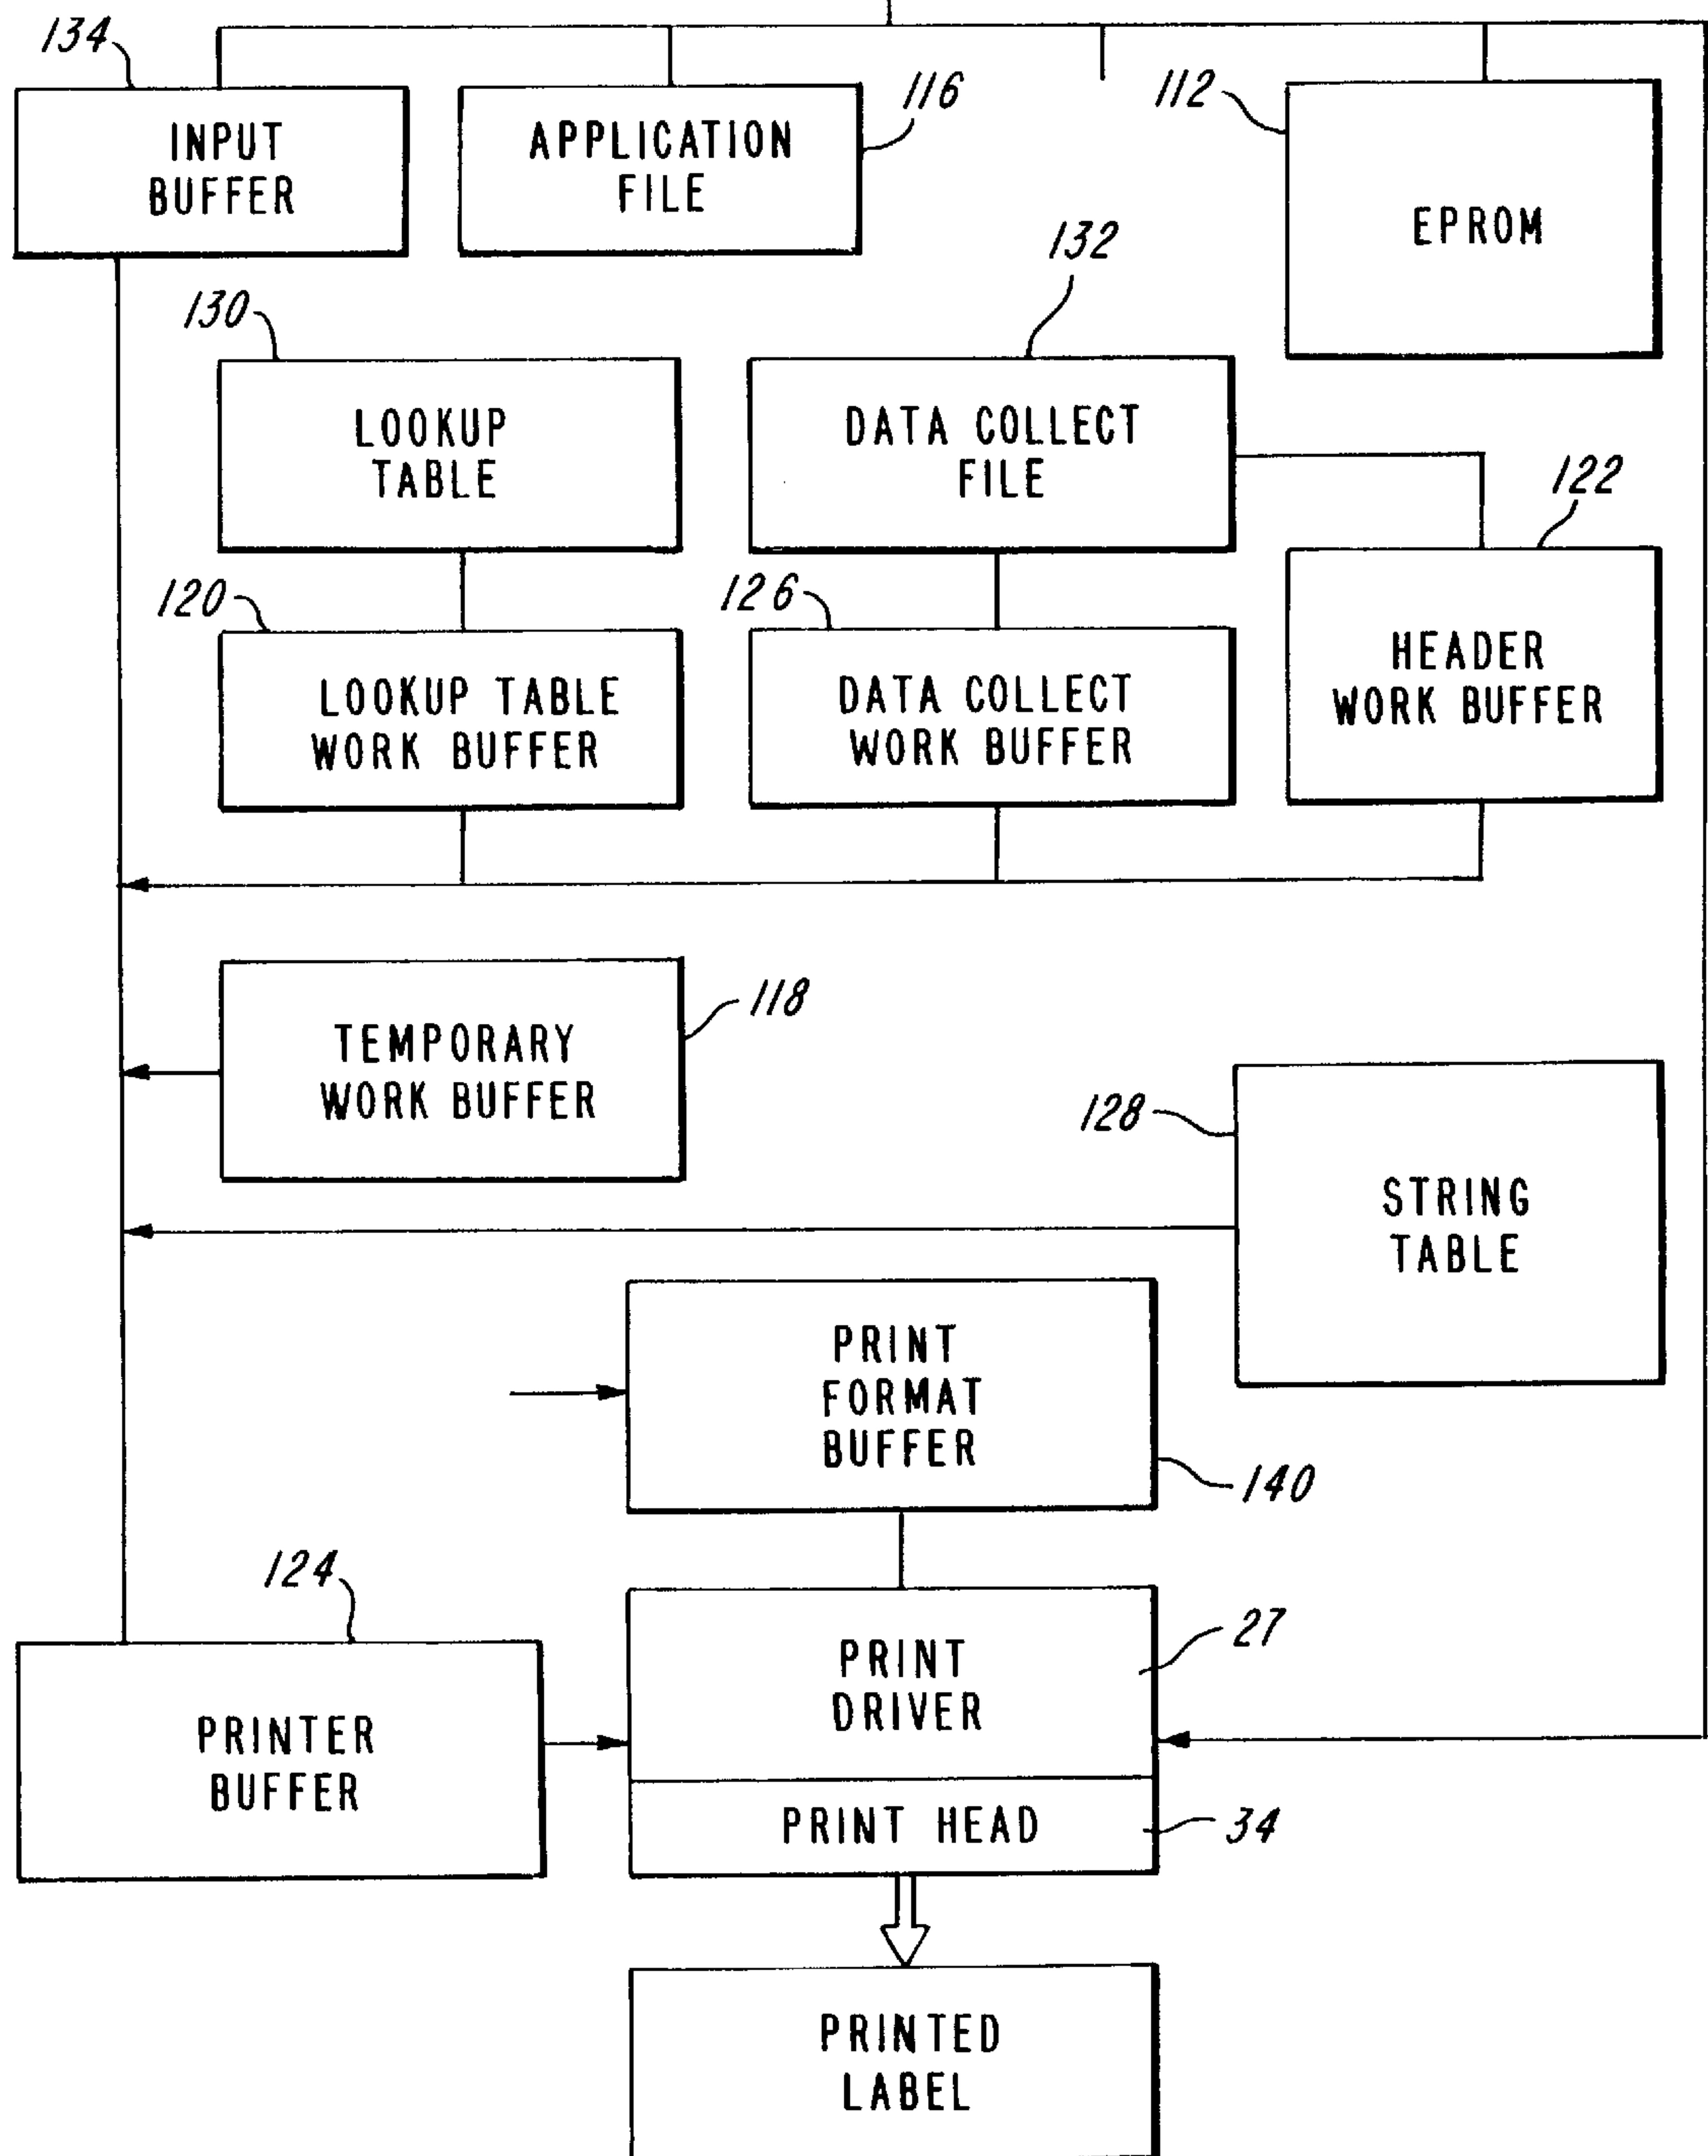 134
INPUT
BUFFER
APPLICATION
FILE
116
112
EPROM
130
LOOKUP
TABLE
132
DATA COLLECT
FILE
122
120
LOOKUP TABLE
WORK BUFFER
126
DATA COLLECT
WORK BUFFER
HEADER
WORK BUFFER
TEMPORARY
WORK BUFFER
118
128
STRING
TABLE
PRINT
FORMAT
BUFFER
140
124
PRINTER
BUFFER
PRINT
DRIVER
27
PRINT HEAD
34
PRINTED
LABEL